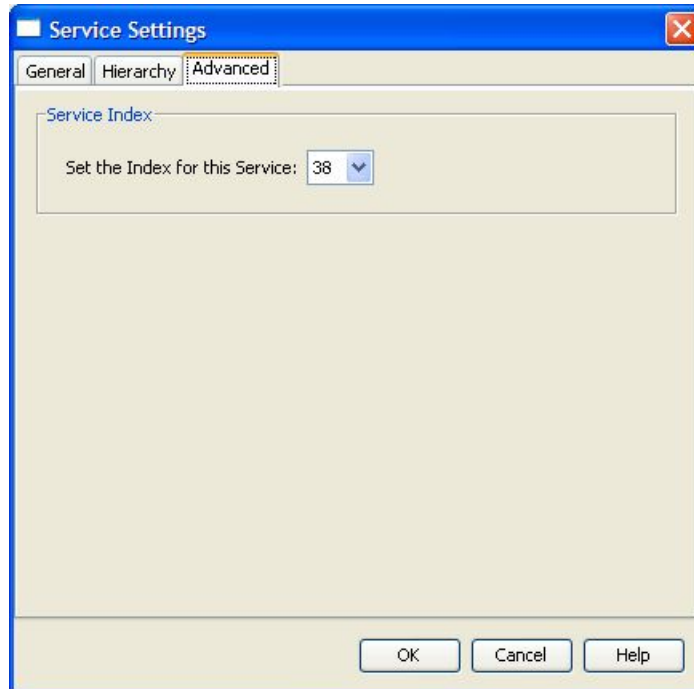 Service Settings
General Hierarchy Advanced
Service Index
Set the Index for this Service: 38
OK Cancel Help